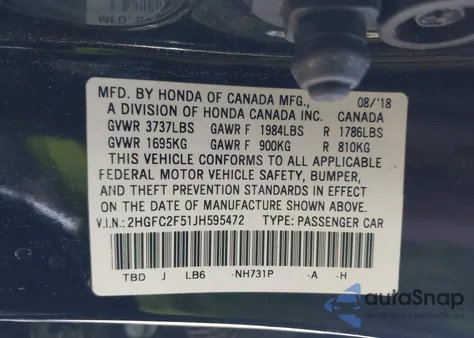 MFD. BY HONDA OF CANADA MFG., 08/'18
A DIVISION OF HONDA CANADA INC. CANADA
GVWR 3737LBS GAWR F 1984LBS R 1786LBS
GVWR 1695KG GAWR F 900KG R 810KG
THIS VEHICLE CONFORMS TO ALL APPLICABLE
FEDERAL MOTOR VEHICLE SAFETY, BUMPER,
AND THEFT PREVENTION STANDARDS IN EFFECT
ON THE DATE OF MANUFACTURE SHOWN ABOVE.
V.I.N.: 2HGFC2F51JH595472 TYPE: PASSENGER CAR
TBD J LB6 -NH731P -A -H
autoSnap